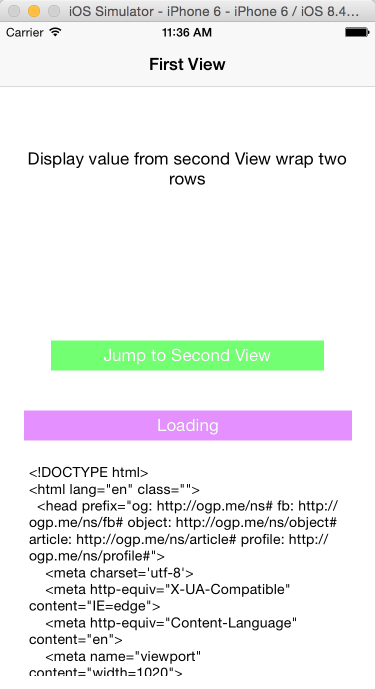 iOS Simulator - iPhone 6 - iPhone 6 / iOS 8.4...
Carrier 11:36 AM
First View
Display value from second View wrap two
rows
Jump to Second View
Loading
<!DOCTYPE html>
<html lang="en" class="">
<head prefix="og: http://ogp.me/ns# fb: http://
ogp.me/ns/fb# object: http://ogp.me/ns/object#
article: http://ogp.me/ns/article# profile: http://
ogp.me/ns/profile#">
<meta charset='utf-8'>
<meta http-equiv="X-UA-Compatible"
content="IE=edge">
<meta http-equiv="Content-Language"
content="en">
<meta name="viewport"
content="width=1020">